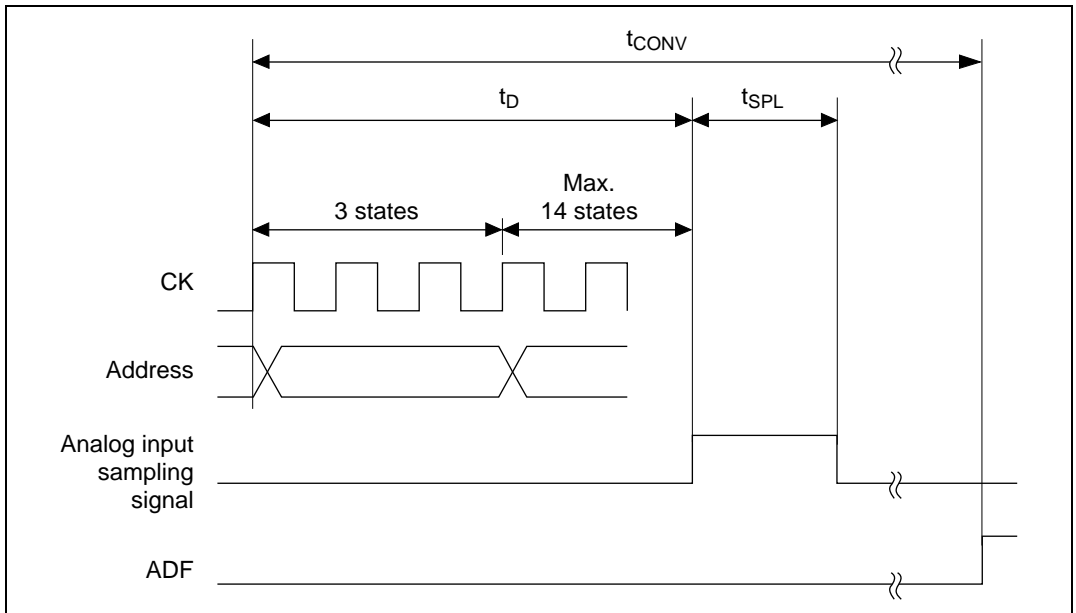 tCONV
tD
tSPL
3 states
Max.
14 states
CK
Address
Analog input
sampling
signal
ADF